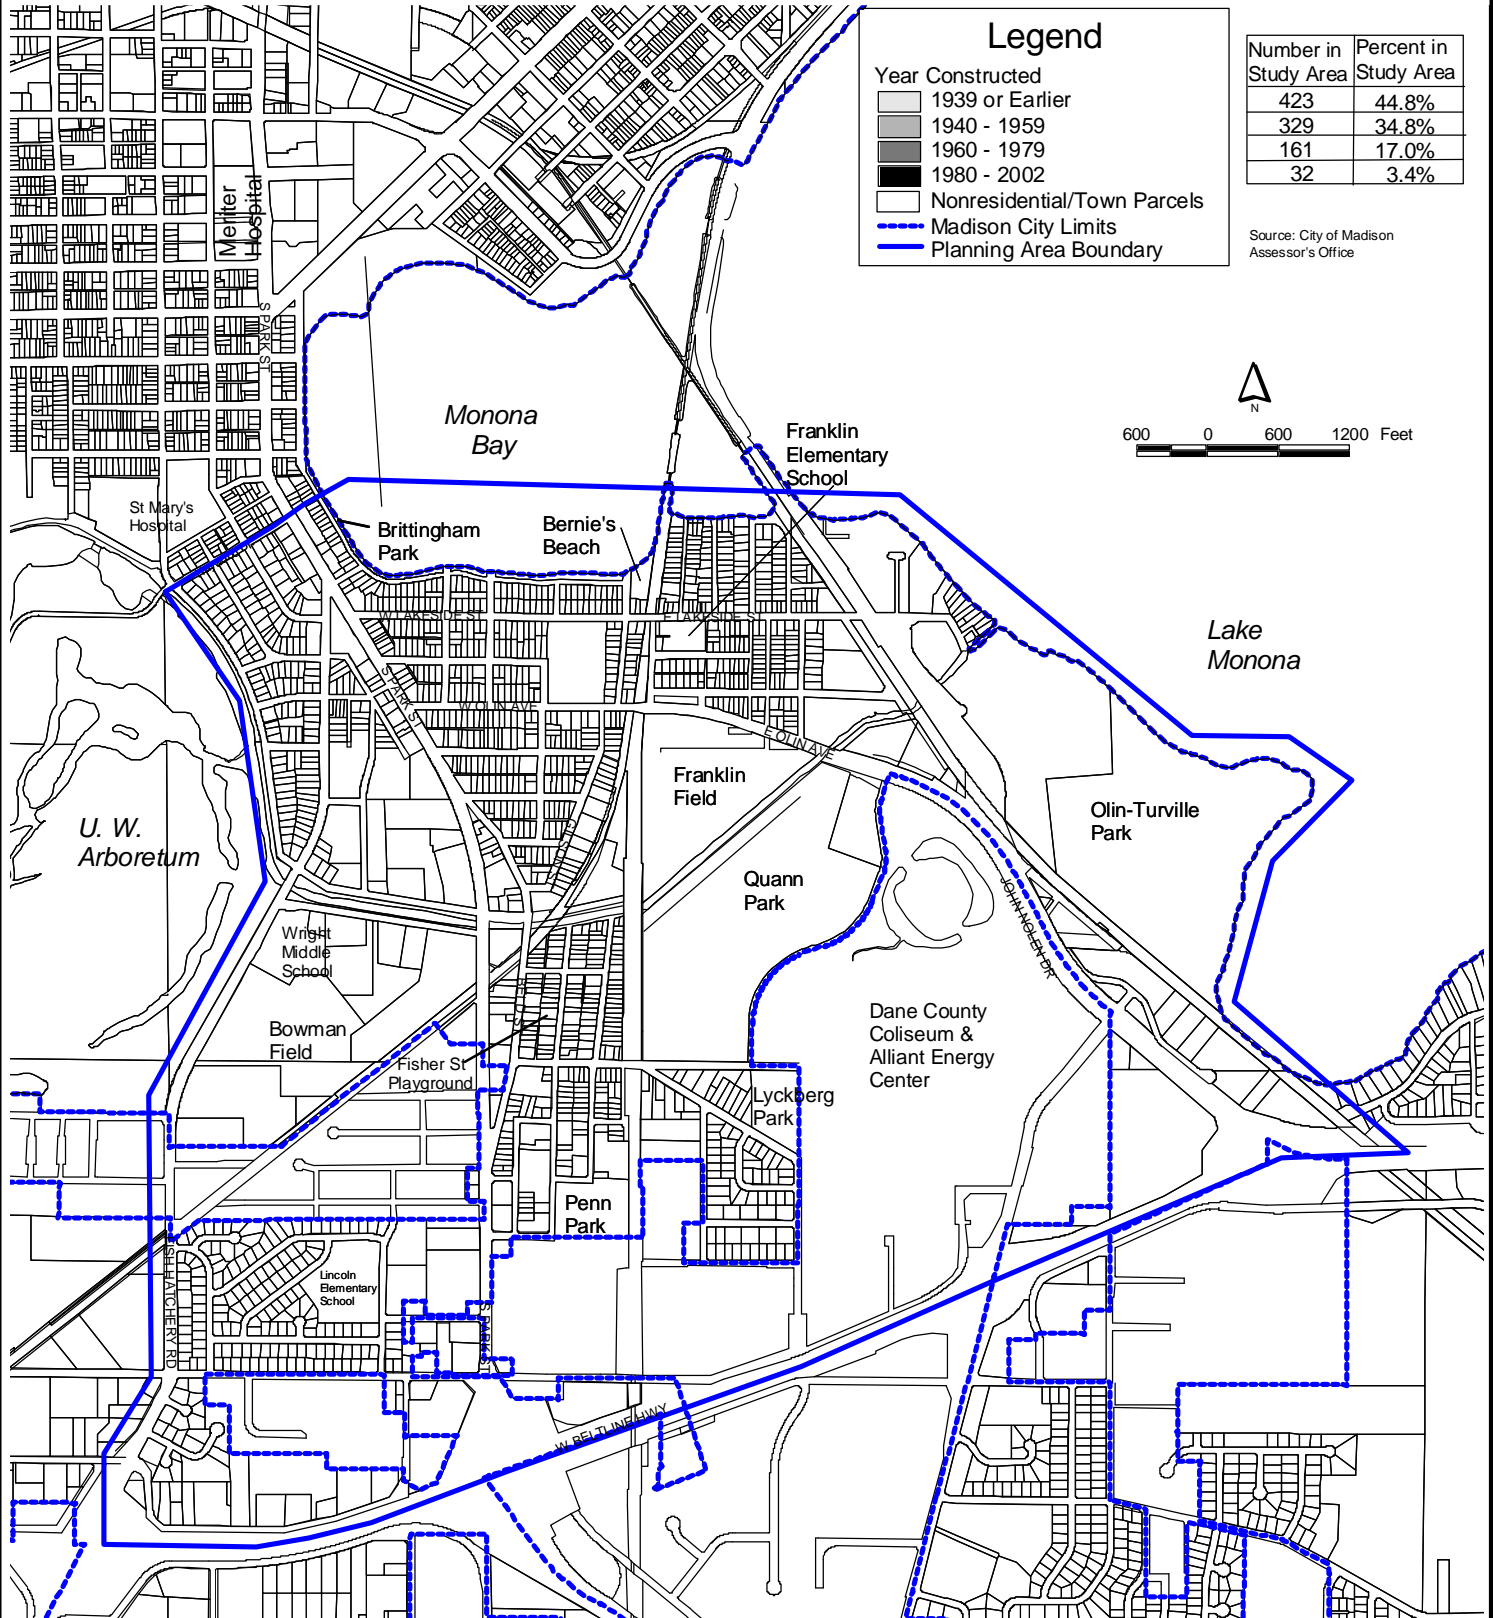 Legend
Year Constructed
1939 or Earlier
1940 - 1959
1960 - 1979
1980 - 2002
Nonresidential/Town Parcels
Madison City Limits
Planning Area Boundary
Number in Study Area
Percent in Study Area
423 44.8%
329 34.8%
161 17.0%
32 3.4%
Source: City of Madison
Assessor's Office
N
600 0 600 1200 Feet
Meriter
Hospital
S PARK ST
Monona
Bay
Franklin
Elementary
School
St Mary's
Hospital
Brittingham
Park
Bernie's
Beach
W LAKESIDE ST
E LAKESIDE ST
Lake
Monona
S PARK ST
W OLIN AVE
E OLIN AVE
Franklin
Field
Olin-Turville
Park
U. W.
Arboretum
Quann
Park
JOHN NOLEN DR
Wright
Middle
School
Bowman
Field
Dane County
Coliseum &
Alliant Energy
Center
Fisher St
Playground
Lyckberg
Park
Penn
Park
Lincoln
Elementary
School
FISH HATCHERY RD
S PARK ST
W BELTLINE HWY